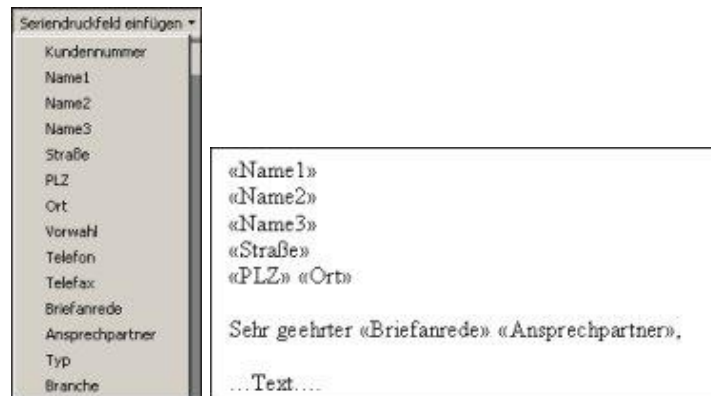 Seriendruckfeld einfügen
Kundennummer
Name1
Name2
Name3
Straße
PLZ
Ort
Vorwahl
Telefon
Telefax
Briefanrede
Ansprechpartner
Typ
Branche
«Name1»
«Name2»
«Name3»
«Straße»
«PLZ» «Ort»
Sehr geehrter «Briefanrede» «Ansprechpartner»,
...Text....